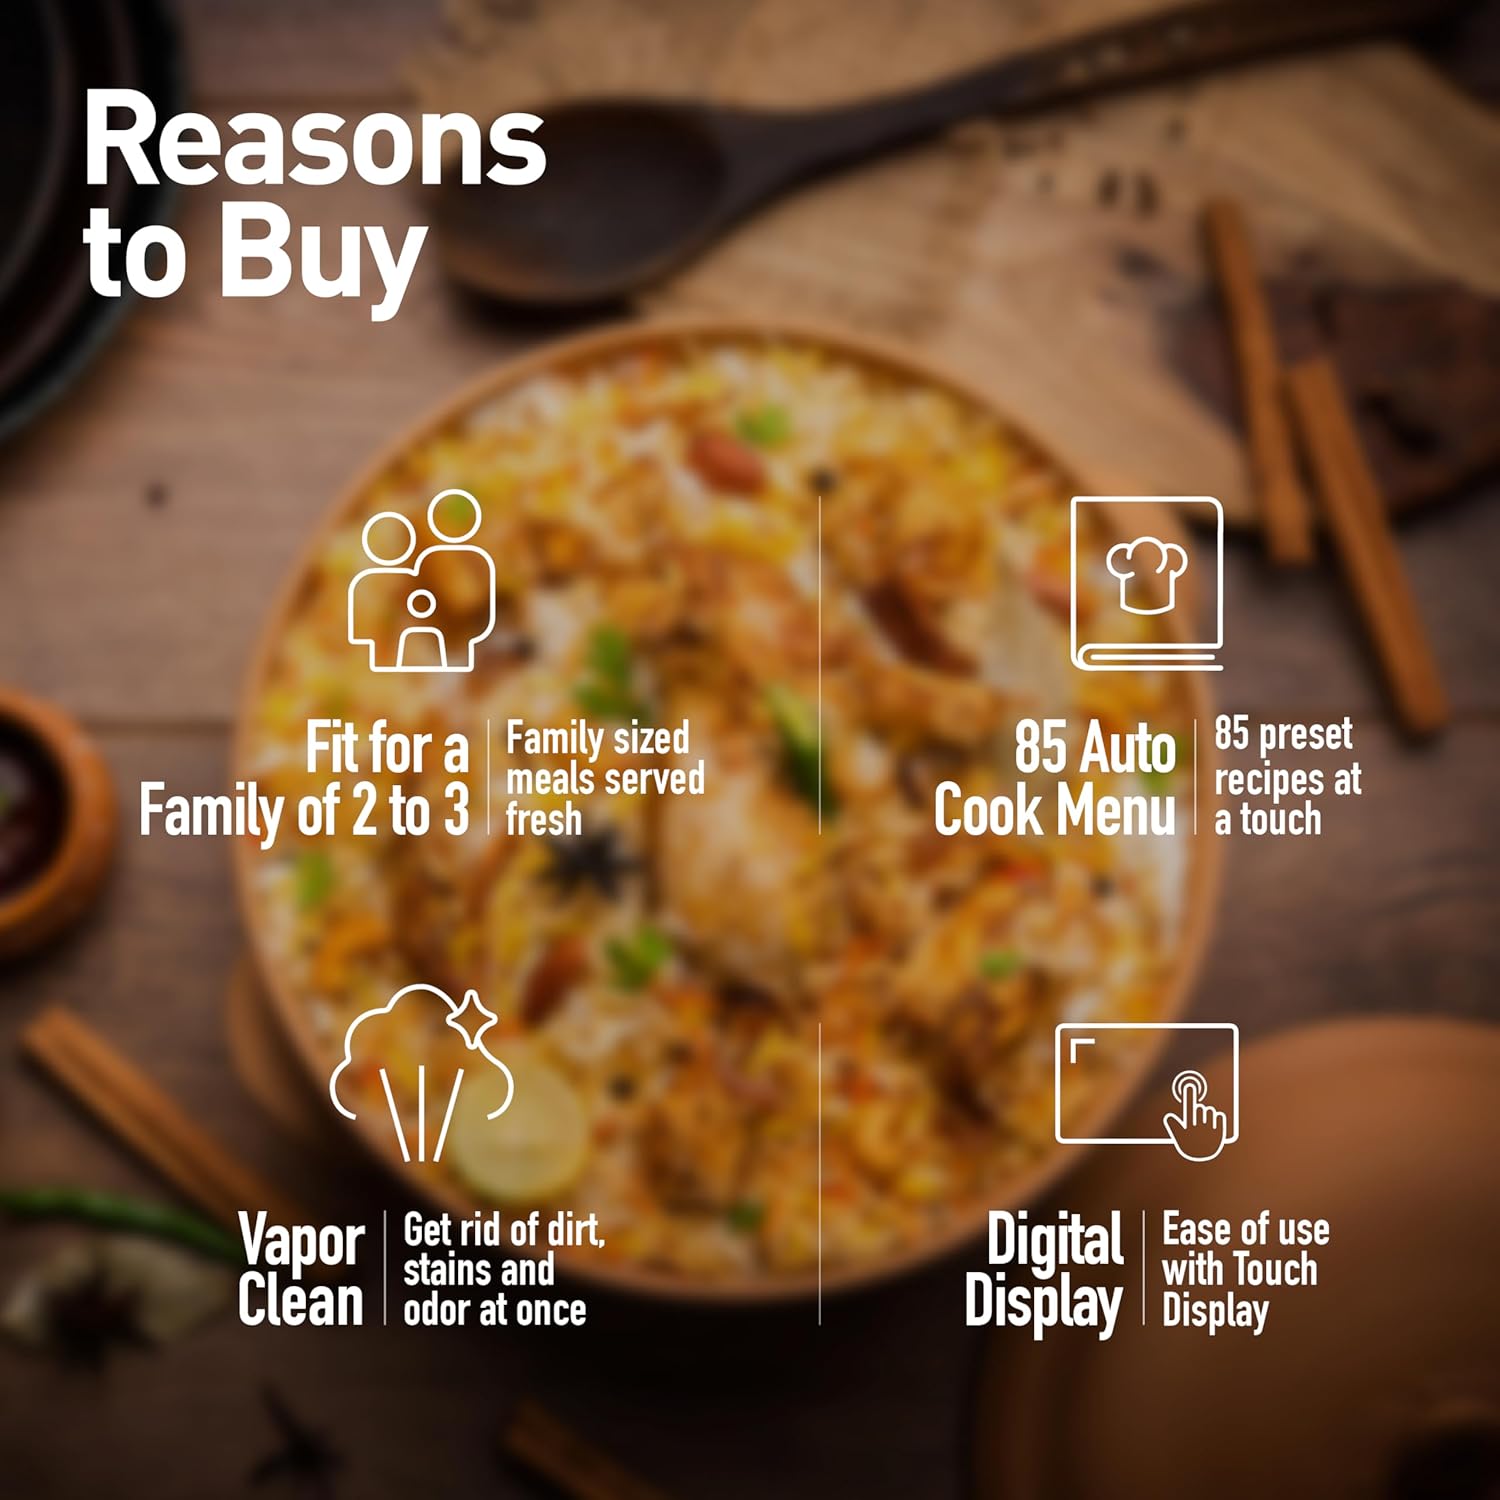 Reasons
to Buy
Fit for a
Family of 2 to 3
Family sized
meals served
fresh
85 Auto
Cook Menu
85 preset
recipes at
a touch
Vapor
Clean
Get rid of dirt,
stains and
odor at once
Digital
Display
Ease of use
with Touch
Display